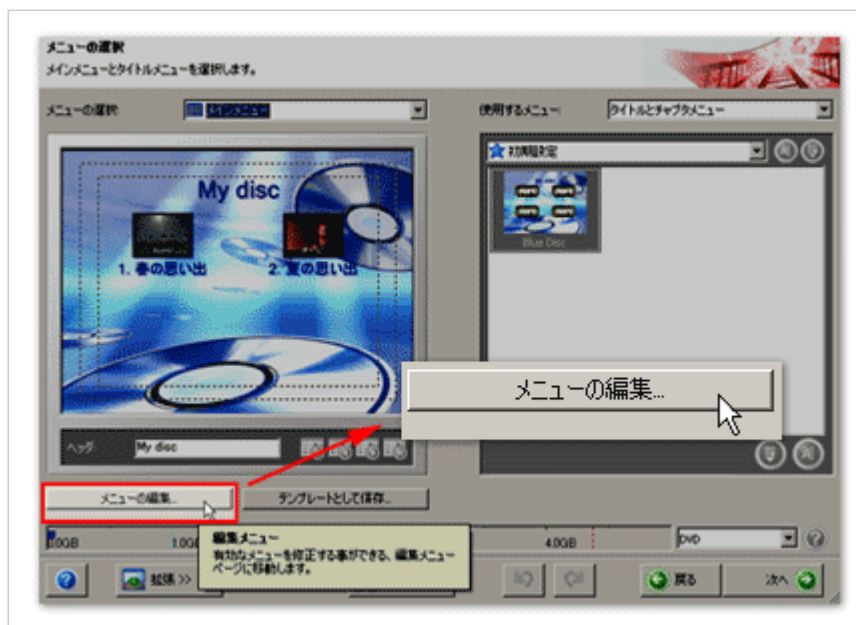 メニューの選択
メインメニューとタイトルメニューを選択します。
メニューの選択: メインメニュー
使用するメニュー: タイトルとチャプタメニュー
初期設定
My disc
Blue Disc
1. 春の思い出 2. 夏の思い出
メニューの編集...
ヘッダ: My disc
メニューの編集... テンプレートとして保存...
編集メニュー
有効なメニューを修正する事ができる、編集メニュー
ページに移動します。
0.0GB 4.0GB DVD
拡張 >> 戻る 次へ